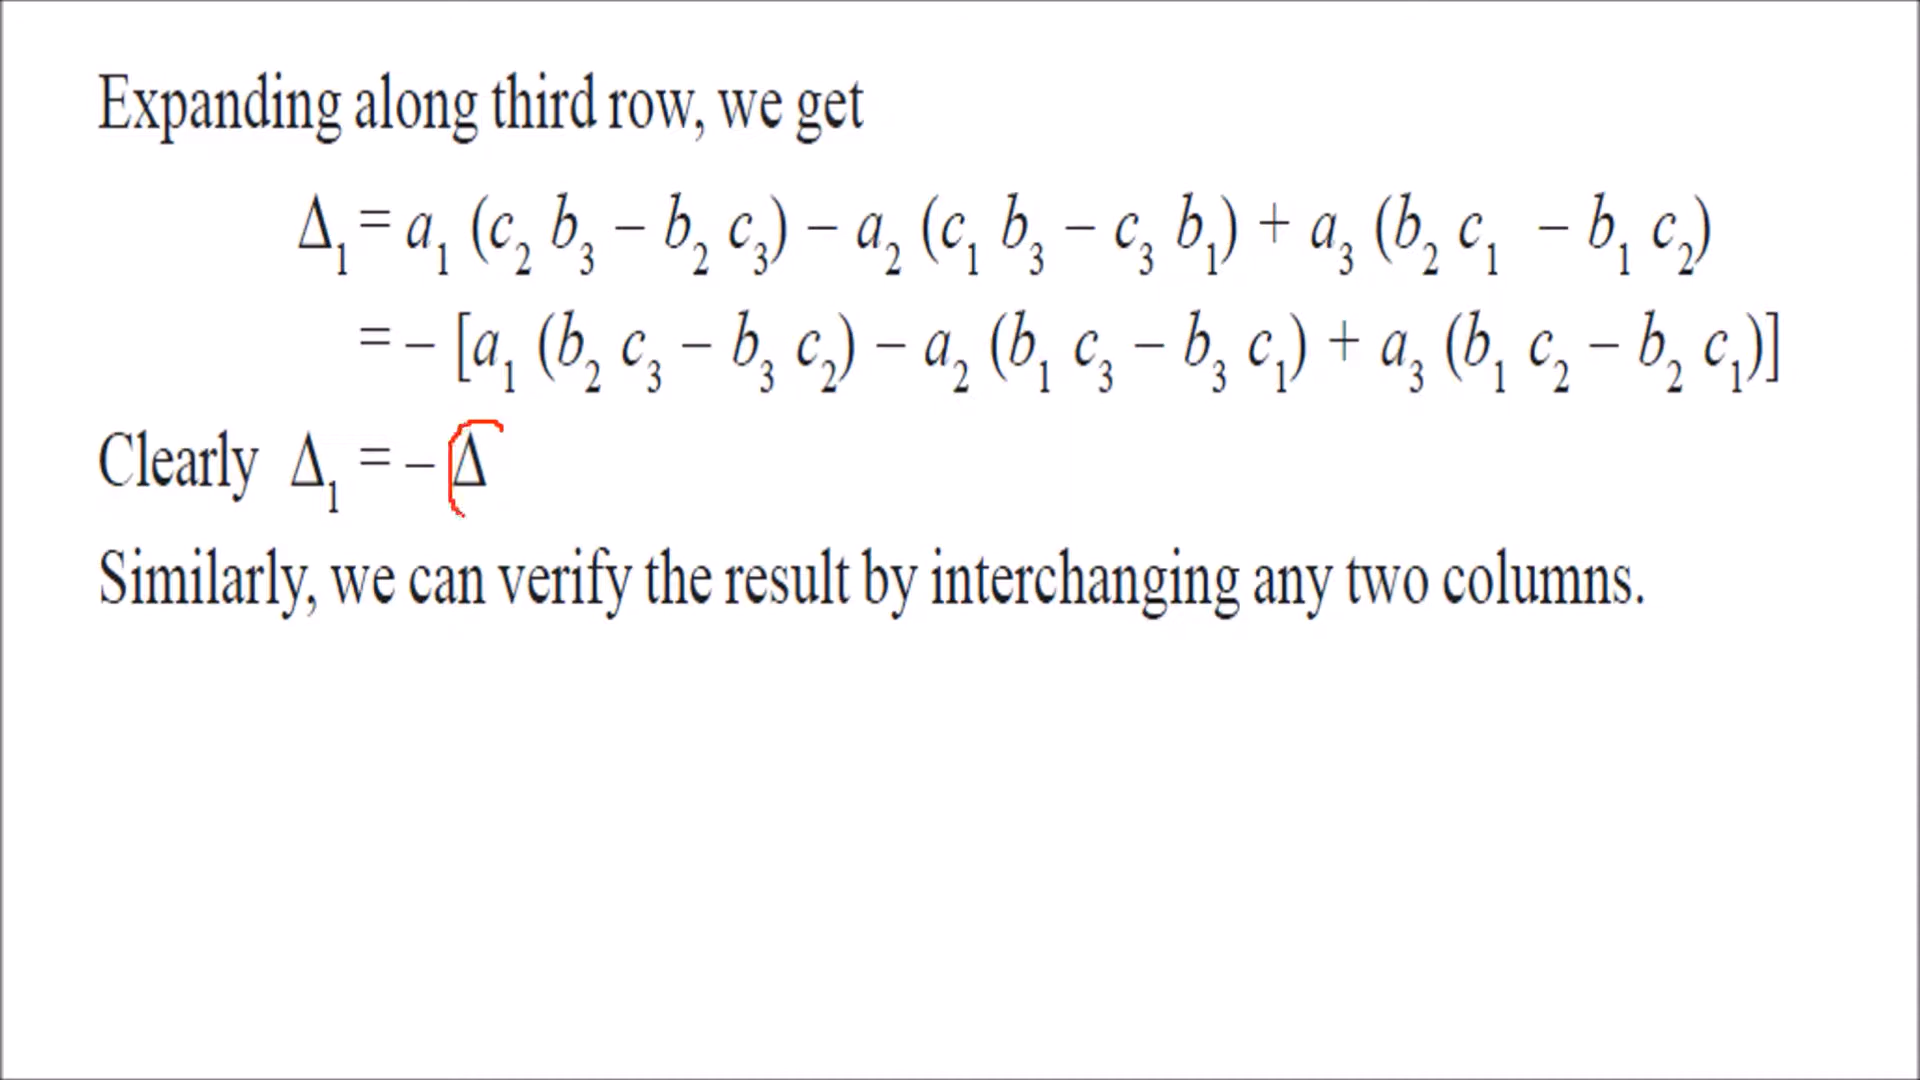 Expanding along third row, we get
Δ₁ = a₁ (c₂ b₃ – b₂ c₃) – a₂ (c₁ b₃ – c₃ b₁) + a₃ (b₂ c₁ – b₁ c₂)
= – [a₁ (b₂ c₃ – b₃ c₂) – a₂ (b₁ c₃ – b₃ c₁) + a₃ (b₁ c₂ – b₂ c₁)]
Clearly Δ₁ = – Δ
Similarly, we can verify the result by interchanging any two columns.